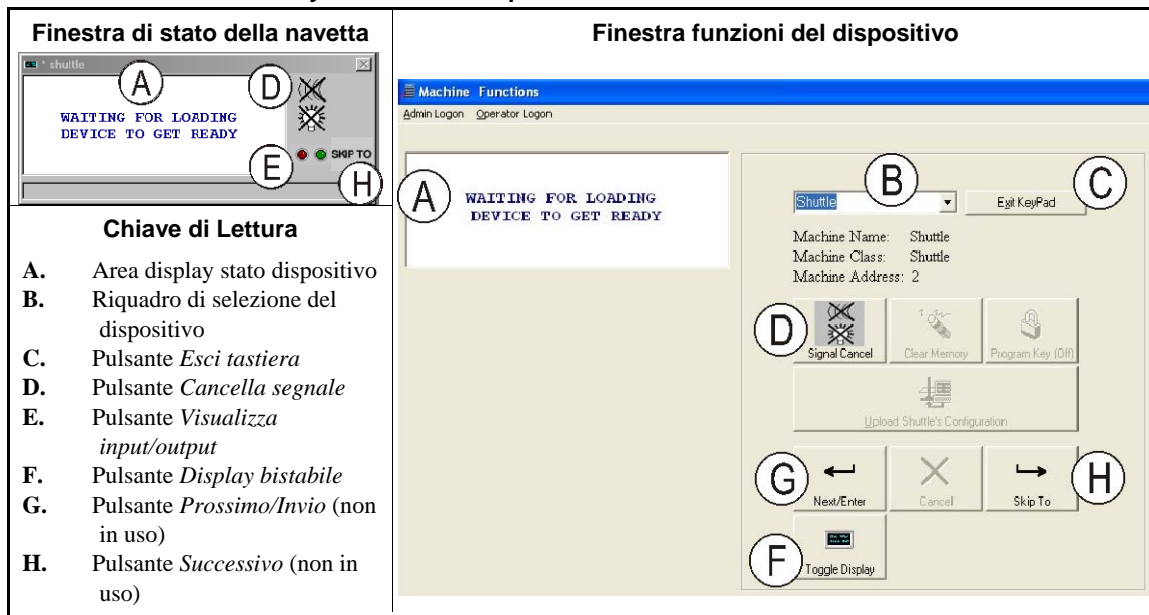 Finestra di stato della navetta
* shuttle
A
D
WAITING FOR LOADING
DEVICE TO GET READY
E
SKIP TO
H
Chiave di Lettura
A. Area display stato dispositivo
B. Riquadro di selezione del
dispositivo
C. Pulsante Esci tastiera
D. Pulsante Cancella segnale
E. Pulsante Visualizza
input/output
F. Pulsante Display bistabile
G. Pulsante Prossimo/Invio (non
in uso)
H. Pulsante Successivo (non in
uso)
Finestra funzioni del dispositivo
Machine Functions
Admin Logon Operator Logon
A
WAITING FOR LOADING
DEVICE TO GET READY
B
C
Shuttle
Exit KeyPad
Machine Name: Shuttle
Machine Class: Shuttle
Machine Address: 2
D
Signal Cancel
Clear Memory
Program Key (Off)
Upload Shuttle's Configuration
G
Next/Enter
Cancel
Skip To
H
F
Toggle Display